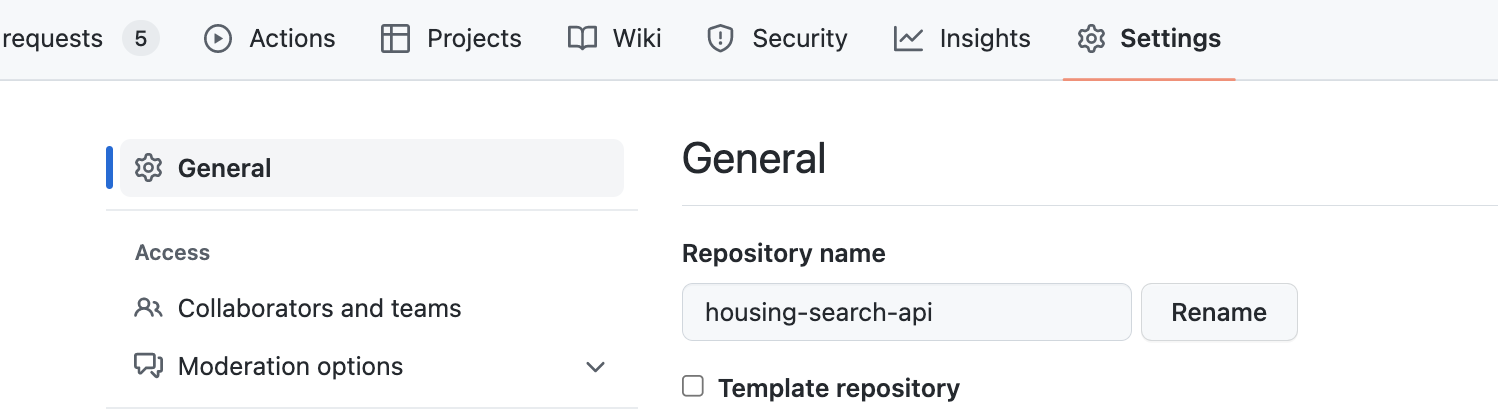 requests 5 Actions Projects Wiki Security Insights Settings
General
Access
Collaborators and teams
Moderation options
General
Repository name
housing-search-api Rename
Template repository